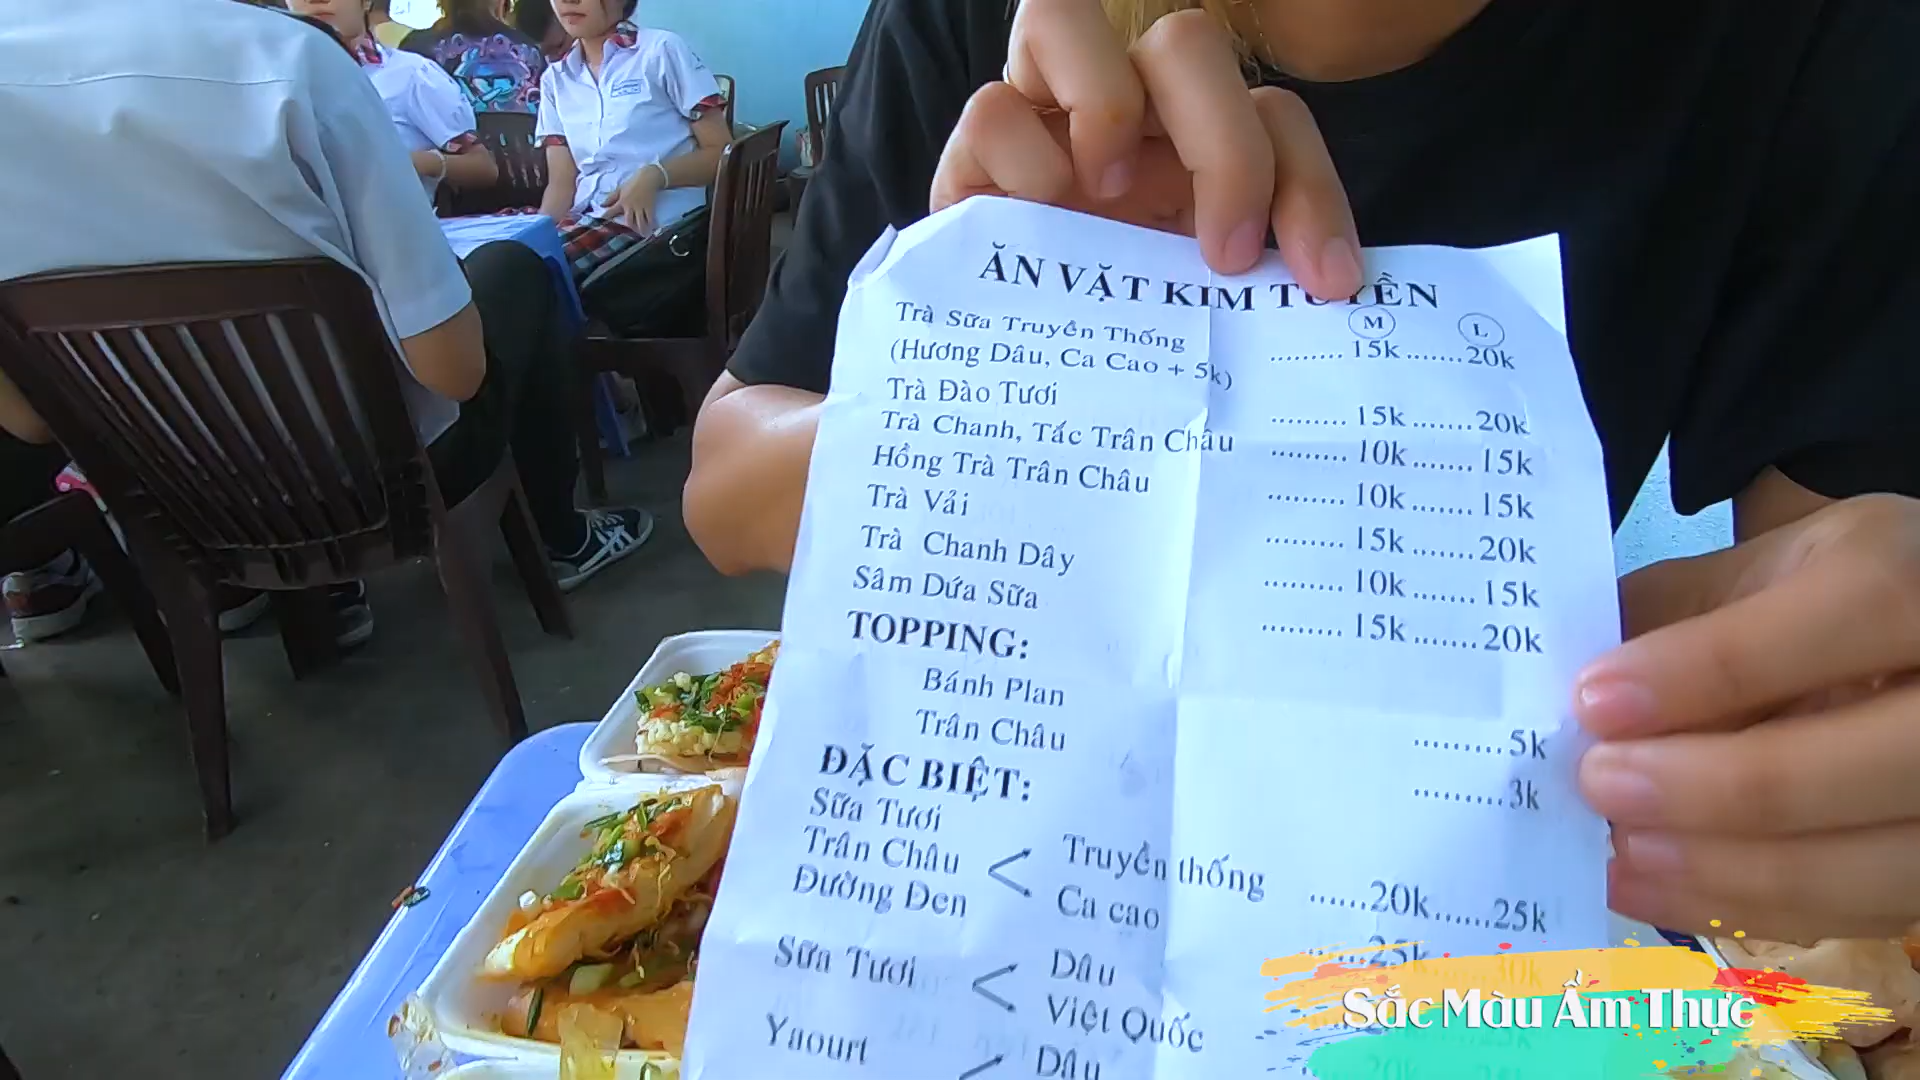 ĂN VẶT KIM TUYỀN
M L
Trà Sữa Truyền Thống ......... 15k .......20k
(Hương Dâu, Ca Cao + 5k)
Trà Đào Tươi ......... 15k .......20k
Trà Chanh, Tắc Trân Châu ......... 10k ....... 15k
Hồng Trà Trân Châu ......... 10k ....... 15k
Trà Vải ......... 15k .......20k
Trà Chanh Dây ......... 10k ....... 15k
Sâm Dứa Sữa ......... 15k .......20k
TOPPING:
Bánh Plan .........5k
Trân Châu .........3k
ĐẶC BIỆT:
Sữa Tươi
Trân Châu
Đường Đen
Truyền thống ......20k......25k
Ca cao ......25k......30k
Sữa Tươi
Dâu
Việt Quốc
Yaourt
Dâu
Sắc Màu Ẩm Thực